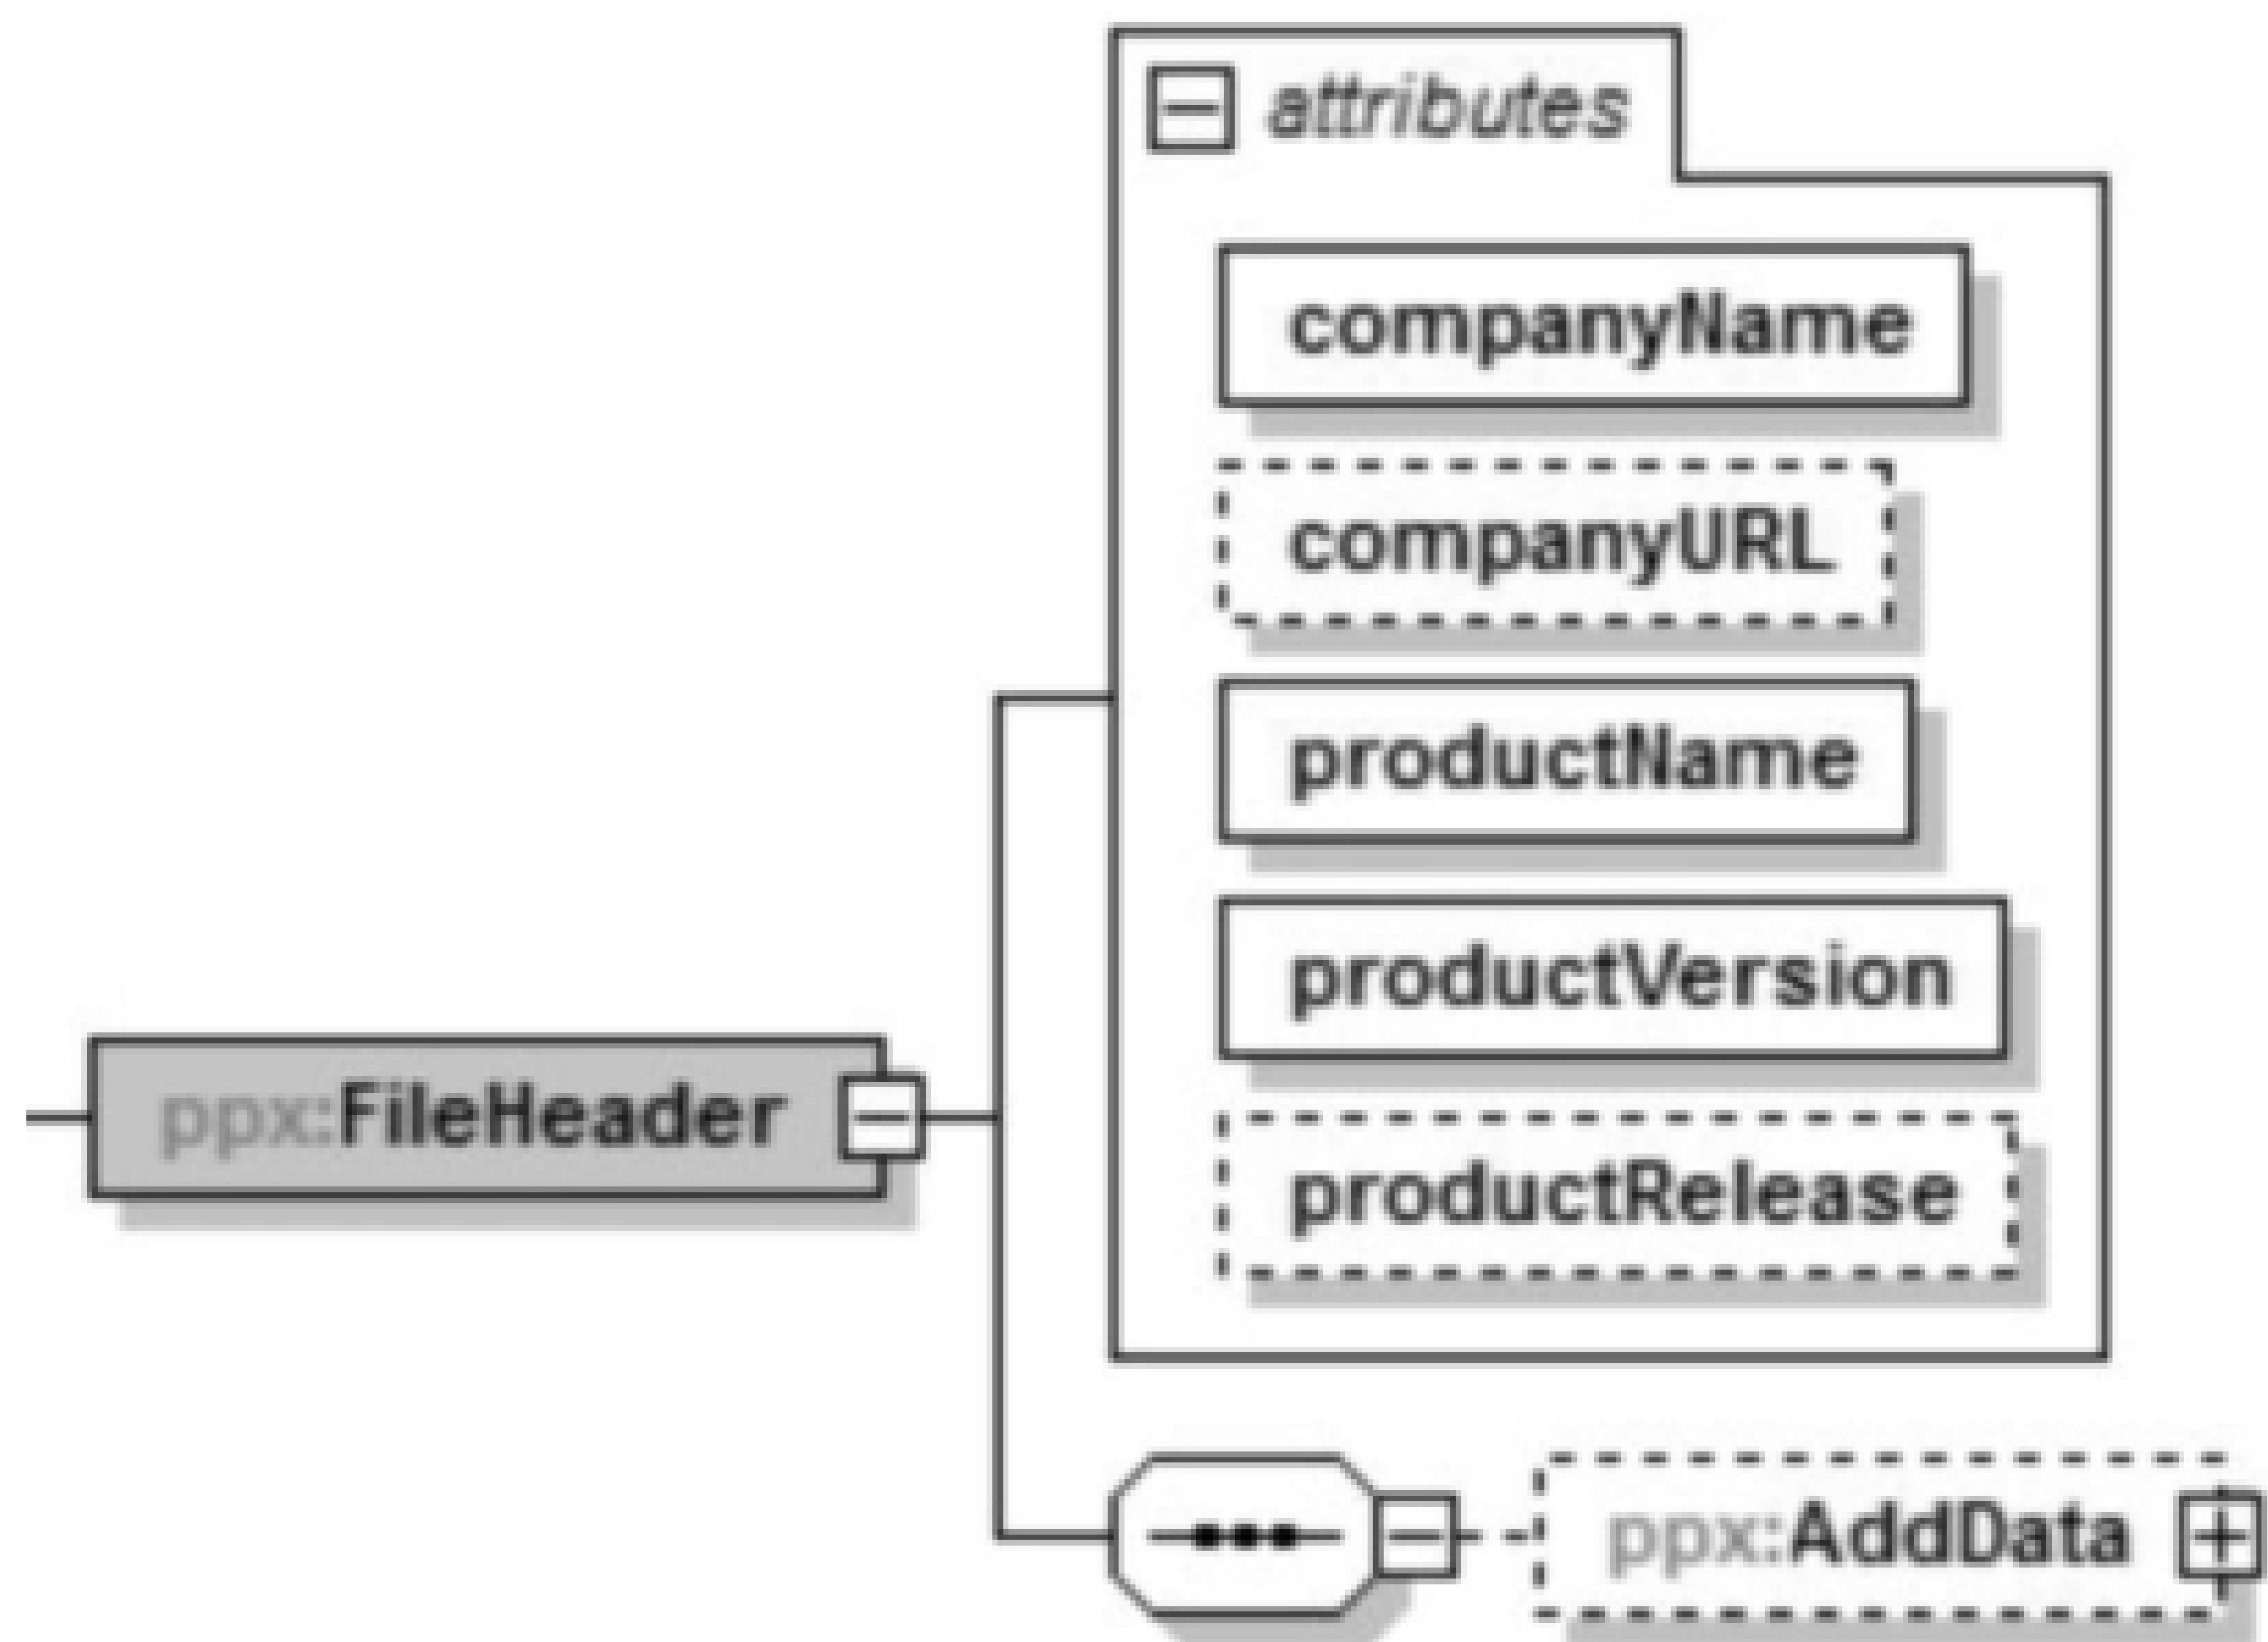 attributes
companyName
companyURL
productName
productVersion
productRelease
ppx:FileHeader
ppx:AddData